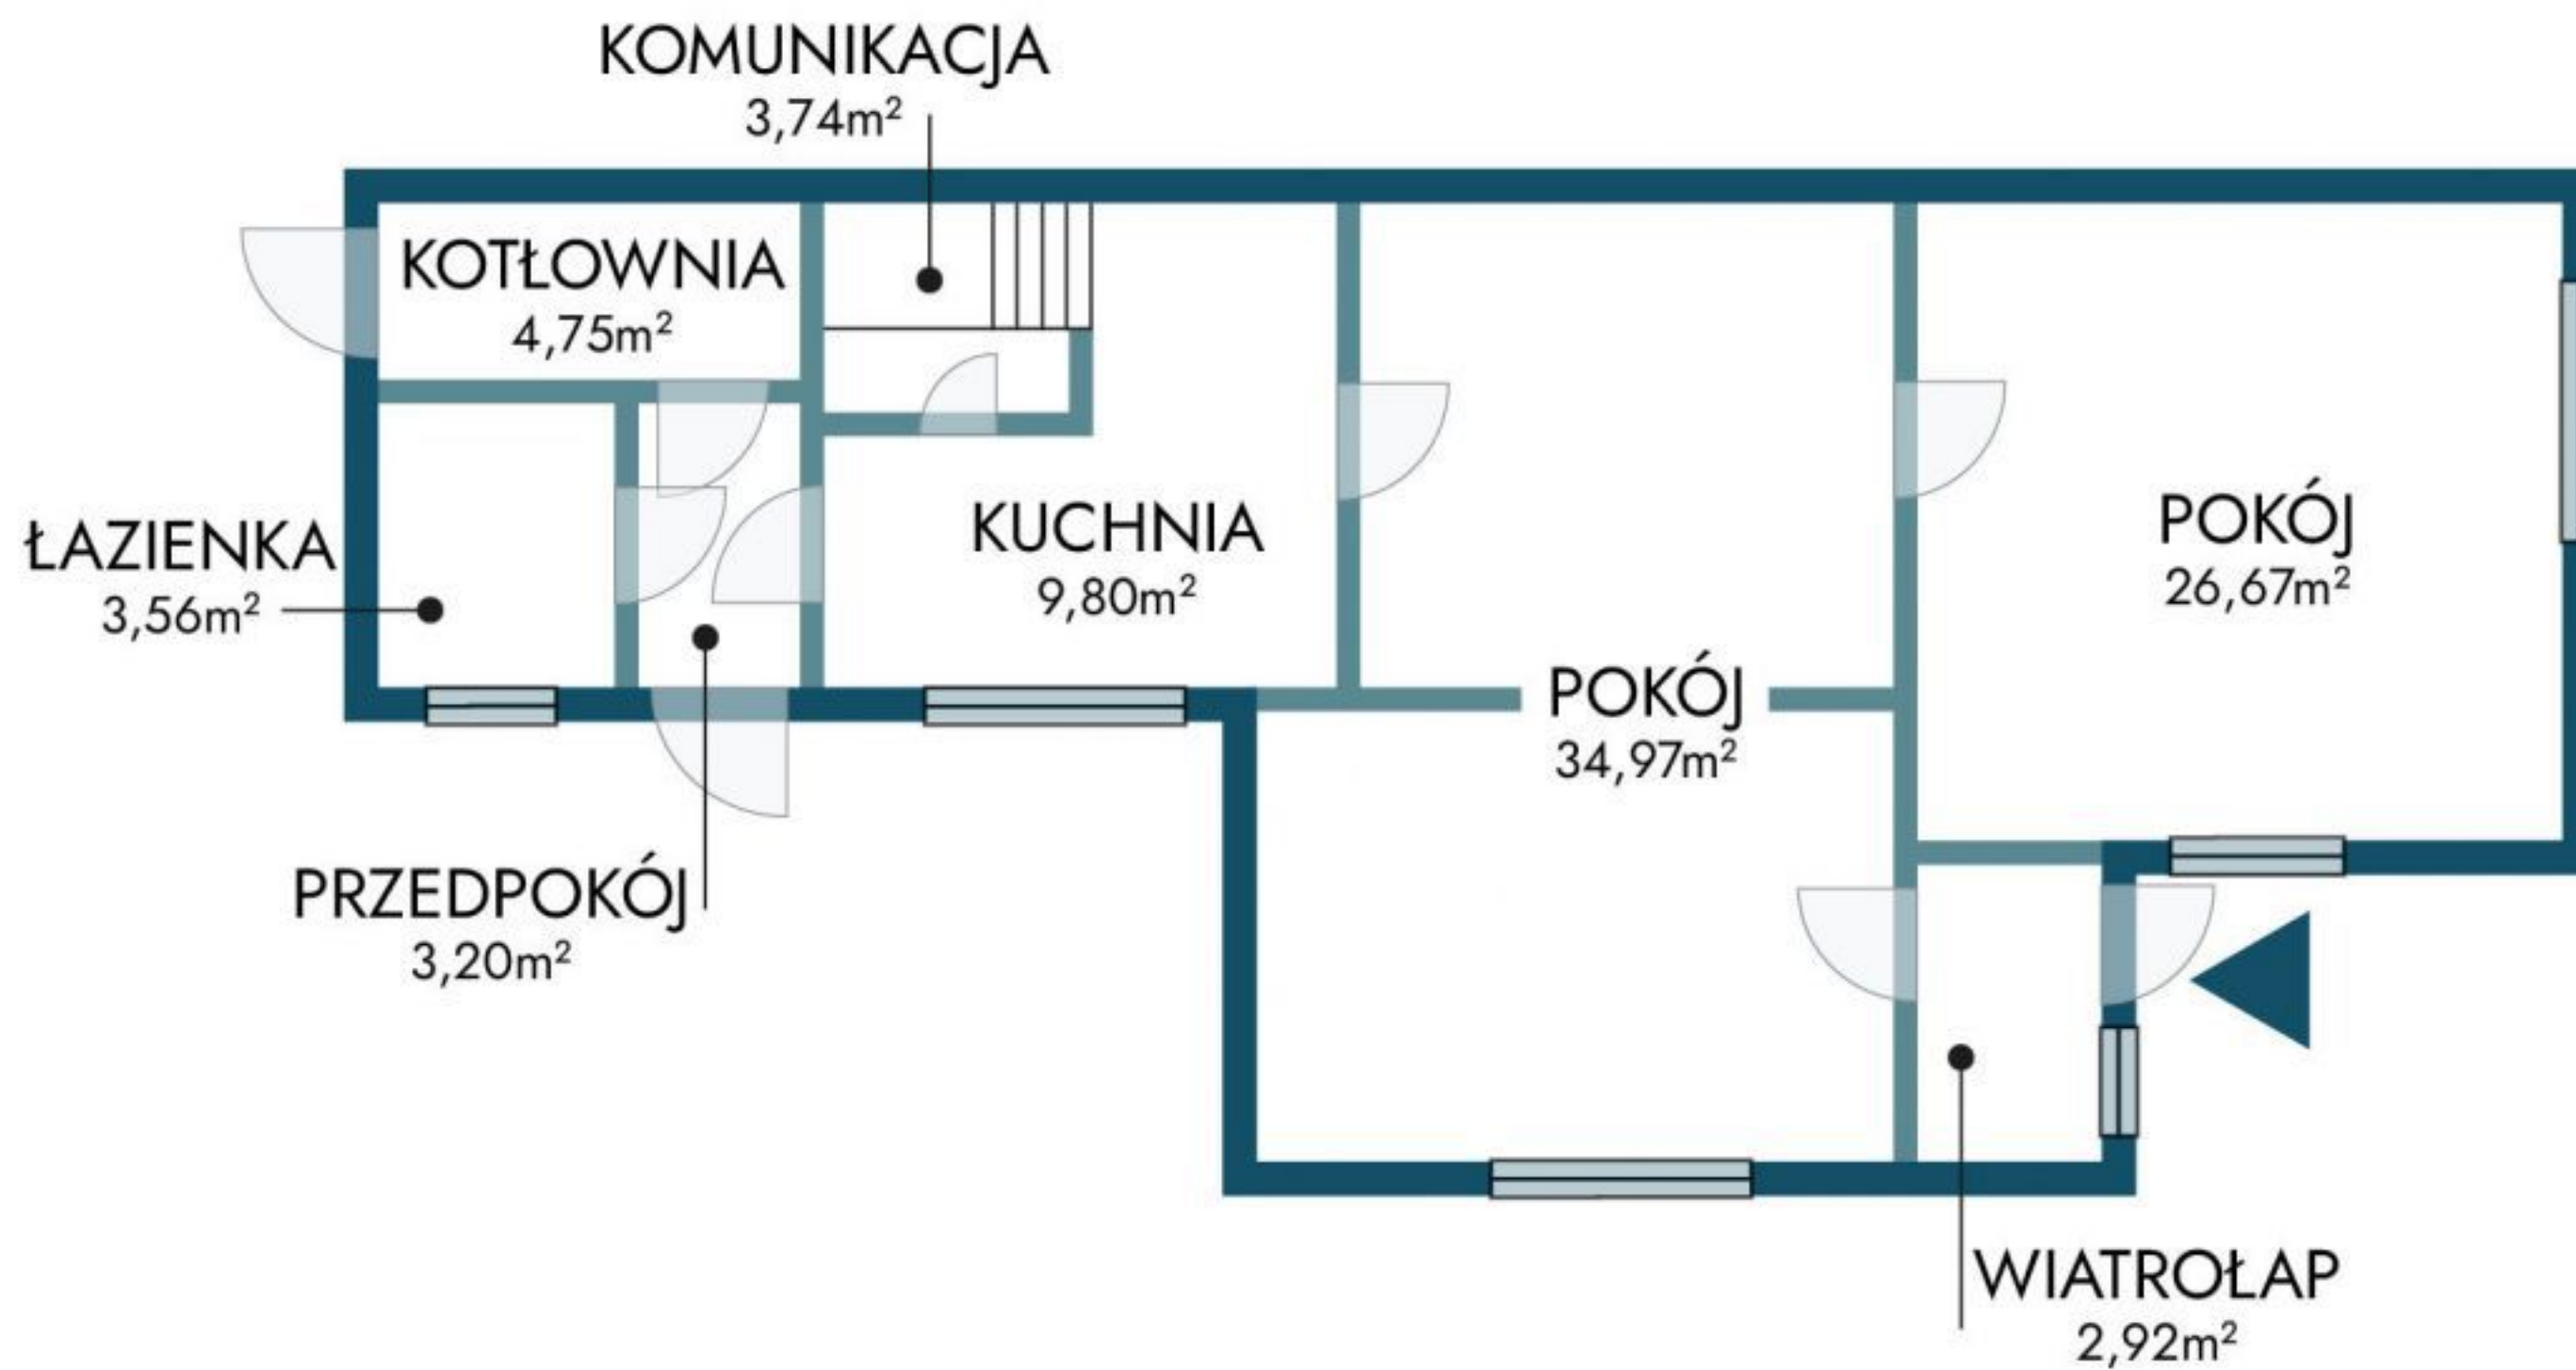 KOMUNIKACJA
3,74m²
KOTŁOWNIA
4,75m²
ŁAZIENKA
3,56m²
KUCHNIA
9,80m²
POKÓJ
26,67m²
POKÓJ
34,97m²
PRZEDPOKÓJ
3,20m²
WIATROŁAP
2,92m²